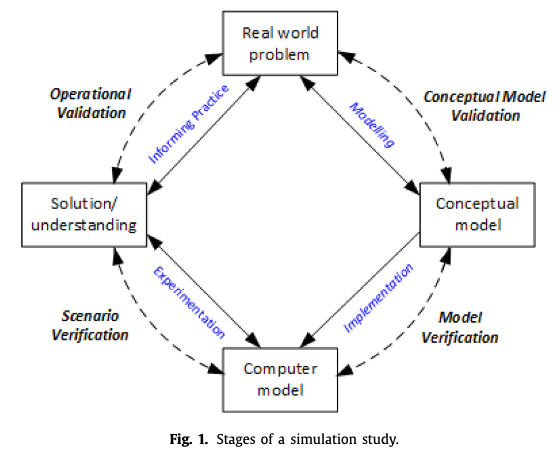 Real world
problem
Operational
Validation
Informing Practice
Modelling
Conceptual Model
Validation
Solution/
understanding
Conceptual
model
Scenario
Verification
Experimentation
Implementation
Model
Verification
Computer
model
Fig. 1. Stages of a simulation study.